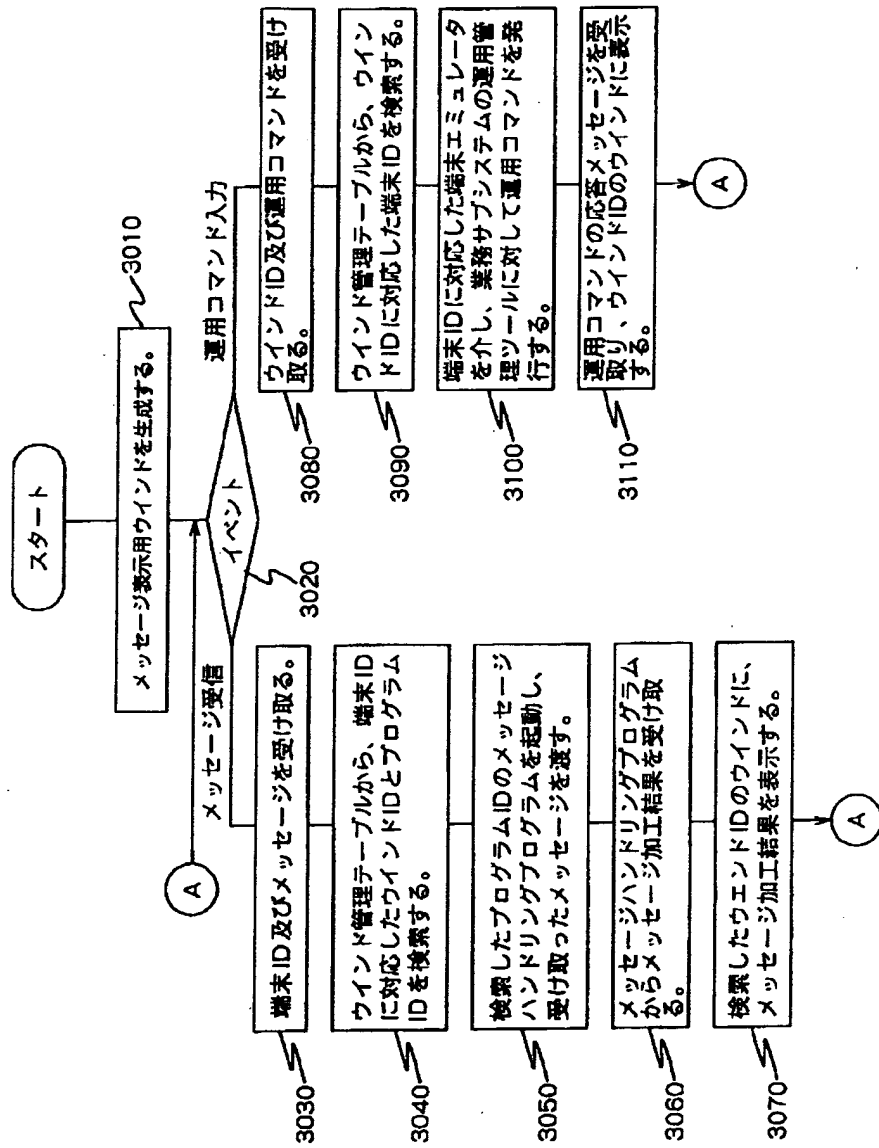 スタート
メッセージ表示用ウインドを生成する。
3010
A
イベント
3020
メッセージ受信
運用コマンド入力
端末ID及びメッセージを受け取る。
3030
ウインド管理テーブルから、端末ID
に対応したウインドIDとプログラム
IDを検索する。
3040
検索したプログラムIDのメッセージ
ハンドリングプログラムを起動し、
受け取ったメッセージを渡す。
3050
メッセージハンドリングプログラム
からメッセージ加工結果を受け取
る。
3060
検索したウエンドIDのウインドに、
メッセージ加工結果を表示する。
3070
A
ウインドID及び運用コマンドを受け
取る。
3080
ウインド管理テーブルから、ウイン
ドIDに対応した端末IDを検索する。
3090
端末IDに対応した端末エミュレータ
を介し、業務サブシステムの運用管
理ツールに対して運用コマンドを発
行する。
3100
運用コマンドの応答メッセージを受
取り、ウインドIDのウインドに表示
する。
3110
A